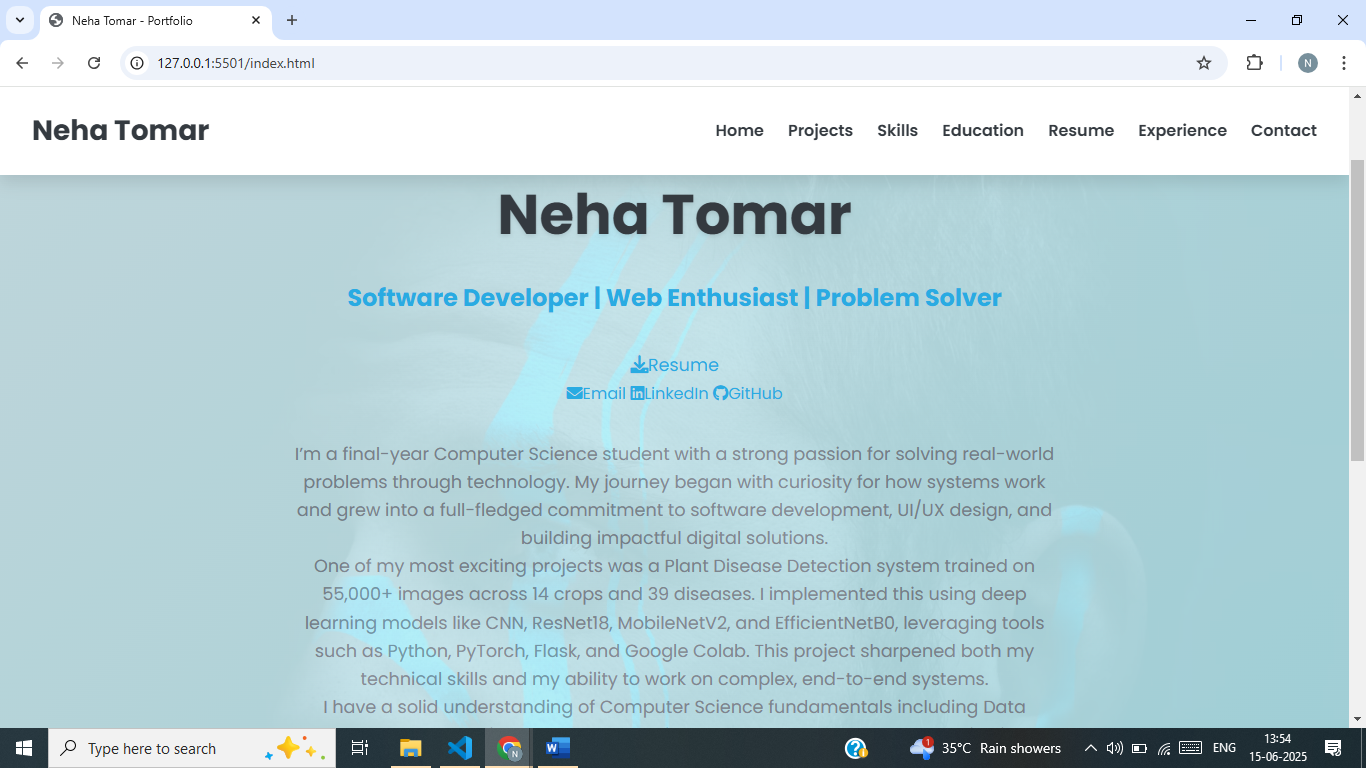 Neha Tomar - Portfolio
127.0.0.1:5501/index.html
N
Neha Tomar
Home Projects Skills Education Resume Experience Contact
Neha Tomar
Software Developer | Web Enthusiast | Problem Solver
Resume
Email LinkedIn GitHub
I’m a final-year Computer Science student with a strong passion for solving real-world
problems through technology. My journey began with curiosity for how systems work
and grew into a full-fledged commitment to software development, UI/UX design, and
building impactful digital solutions.
One of my most exciting projects was a Plant Disease Detection system trained on
55,000+ images across 14 crops and 39 diseases. I implemented this using deep
learning models like CNN, ResNet18, MobileNetV2, and EfficientNetB0, leveraging tools
such as Python, PyTorch, Flask, and Google Colab. This project sharpened both my
technical skills and my ability to work on complex, end-to-end systems.
I have a solid understanding of Computer Science fundamentals including Data
Type here to search
N
W
1
35°C Rain showers
ENG
13:54
15-06-2025